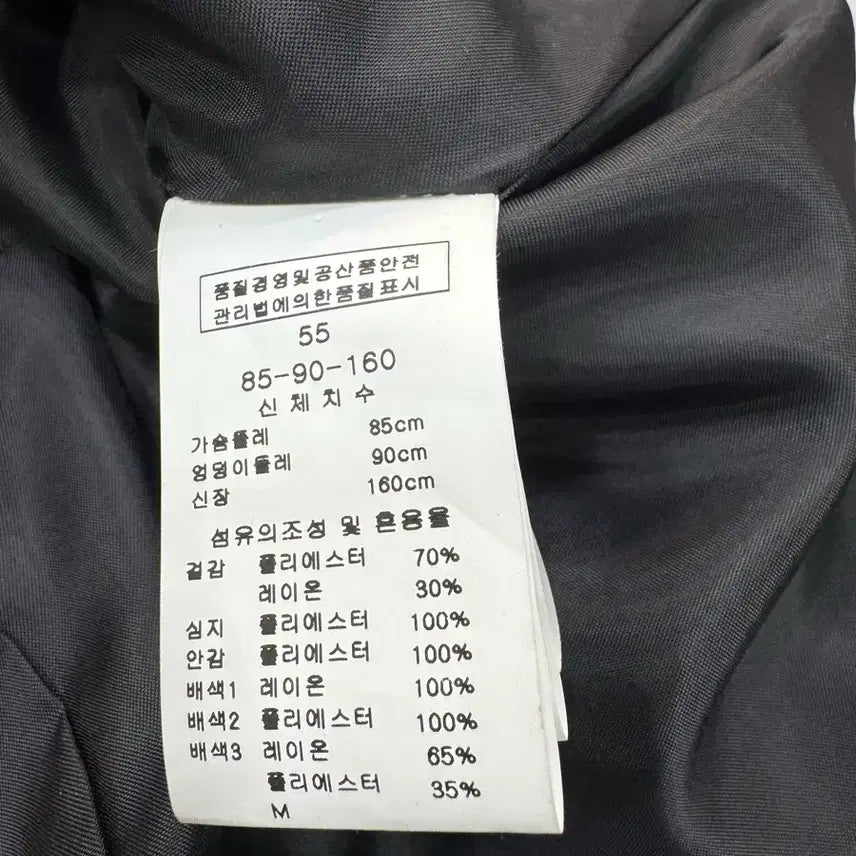 품질경영및공산품안전
관리법에의한품질표시
55
85-90-160
신체치수
가슴둘레 85cm
엉덩이둘레 90cm
신장 160cm
섬유의조성 및 혼용율
겉감 폴리에스터 70%
레이온 30%
심지 폴리에스터 100%
안감 폴리에스터 100%
배색1 레이온 100%
배색2 폴리에스터 100%
배색3 레이온 65%
폴리에스터 35%
M